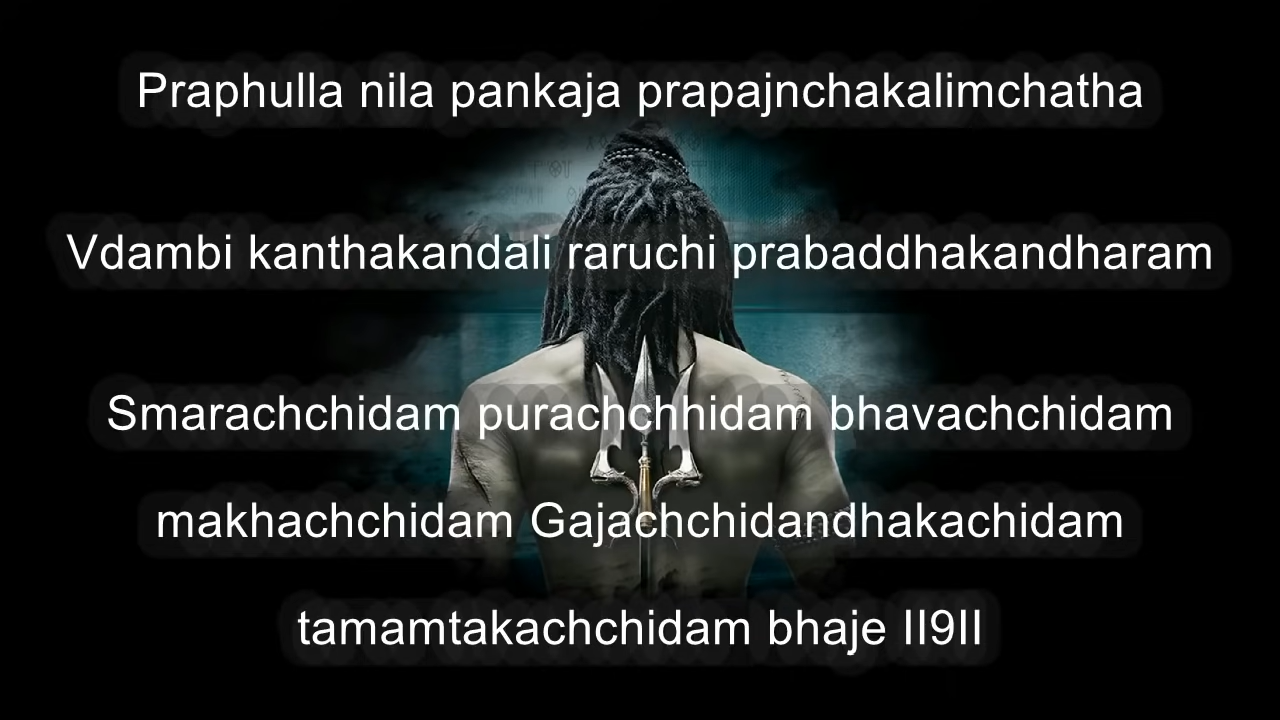 Praphulla nila pankaja prapajnchakalimchatha
Vdambi kanthakandali raruchi prabaddhakandharam
Smarachchidam purachchhidam bhavachchidam
makhachchidam Gajachchidandhakachidam
tamamtakachchidam bhaje II9II